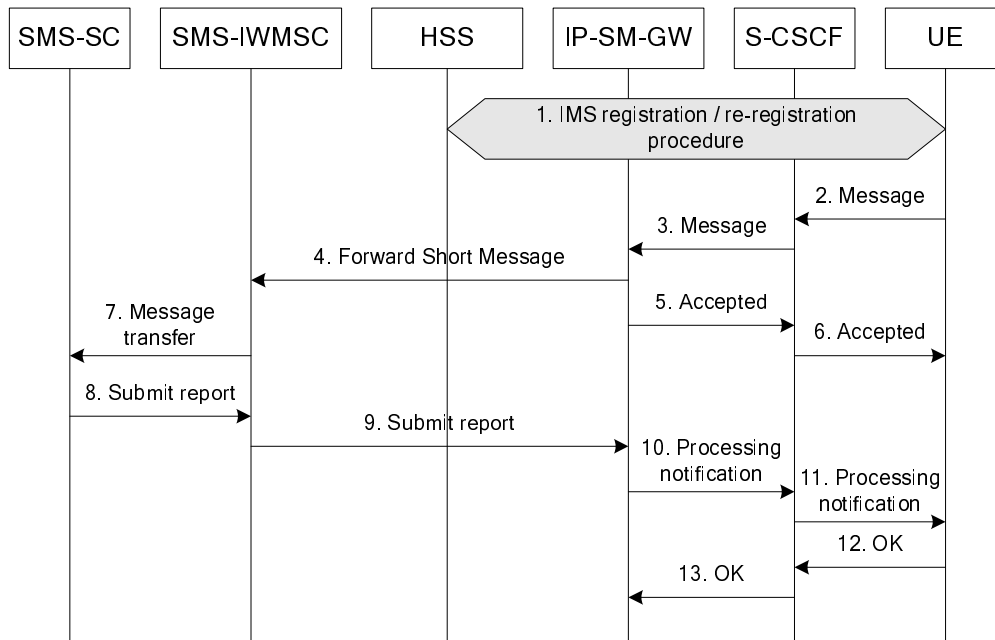 SMS-SC
SMS-IWMSC
HSS
IP-SM-GW
S-CSCF
UE
1. IMS registration / re-registration
procedure
2. Message
3. Message
4. Forward Short Message
5. Accepted
7. Message
transfer
6. Accepted
8. Submit report
9. Submit report
10. Processing
notification
11. Processing
notification
12. OK
13. OK